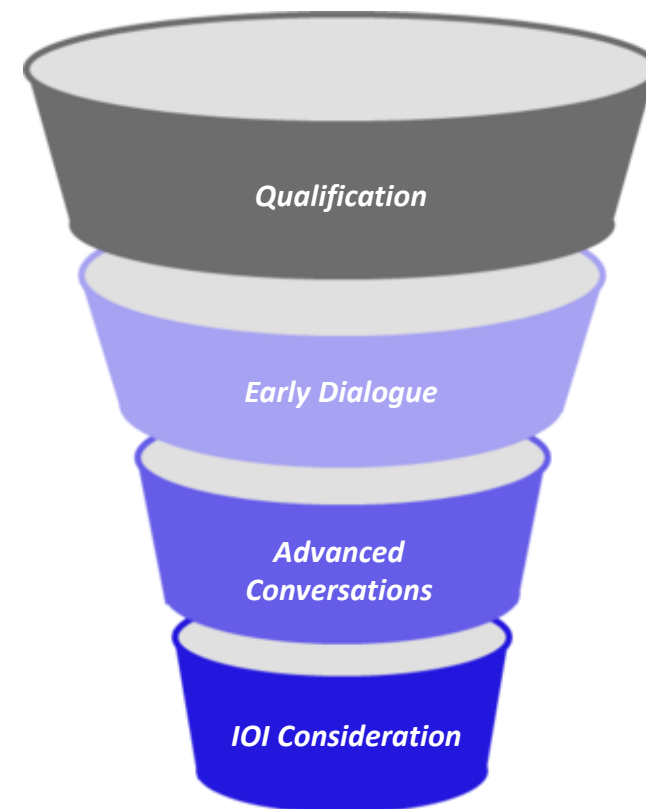 Qualification
Early Dialogue
Advanced
Conversations
IOI Consideration